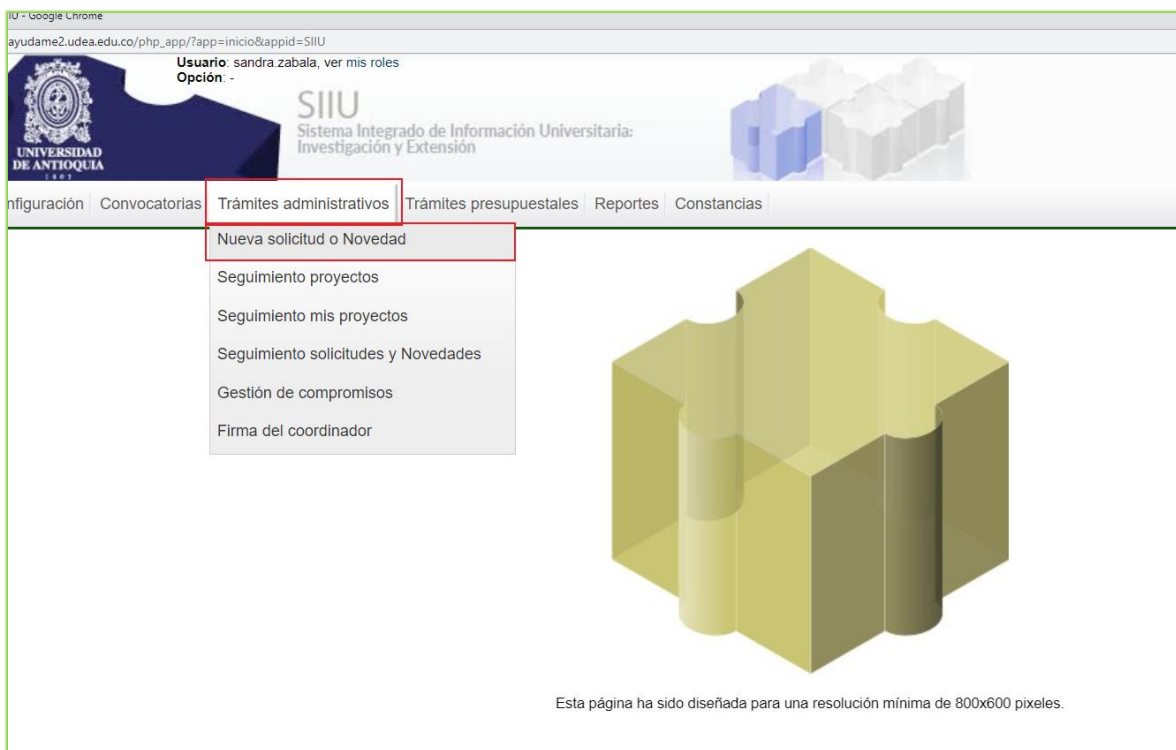 IU - Google Chrome
ayudame2.udea.edu.co/php_app/?app=inicio&appid=SIIU
Usuario: sandra.zabala, ver mis roles
Opción: -
SIIU
Sistema Integrado de Información Universitaria:
Investigación y Extensión
UNIVERSIDAD
DE ANTIOQUIA
1803
nfiguración Convocatorias Trámites administrativos Trámites presupuestales Reportes Constancias
Nueva solicitud o Novedad
Seguimiento proyectos
Seguimiento mis proyectos
Seguimiento solicitudes y Novedades
Gestión de compromisos
Firma del coordinador
Esta página ha sido diseñada para una resolución mínima de 800x600 pixeles.